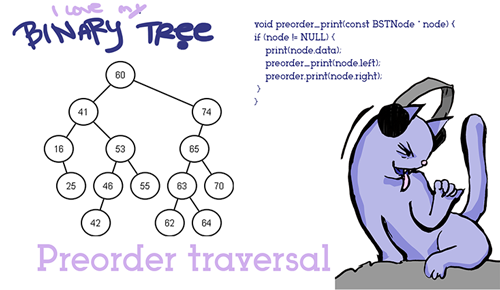 I love my
BINARY TREE
void preorder_print(const BSTNode * node) {
if (node != NULL) {
print(node.data);
preorder_print(node.left);
preorder.print(node.right);
}
}
60
41 74
16 53 65
25 46 55 63 70
42 62 64
Preorder traversal